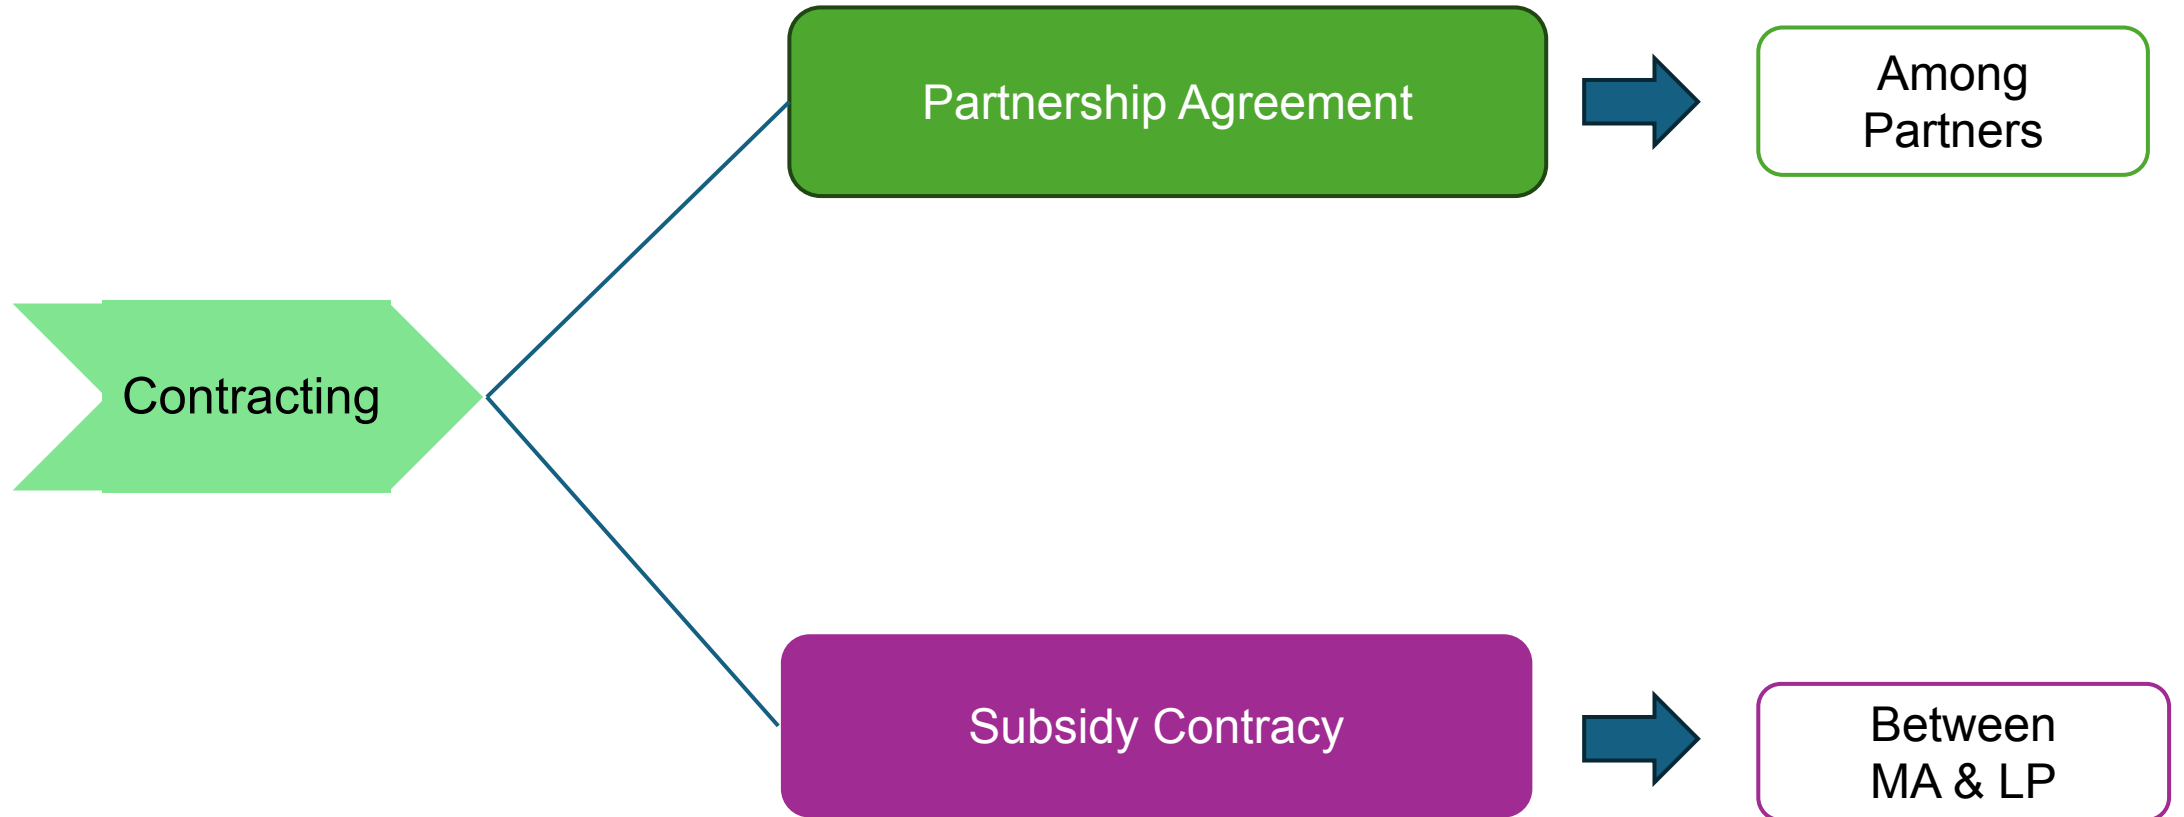 Partnership Agreement
Among
Partners
Contracting
Subsidy Contracy
Between
MA & LP